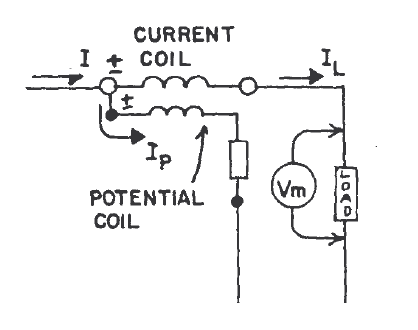 CURRENT
COIL
I ±
I_L
±
I_P
POTENTIAL
COIL
Vm
LOAD